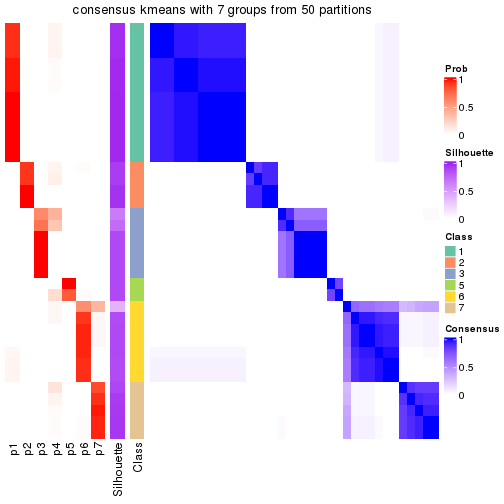 consensus kmeans with 7 groups from 50 partitions
Prob
1
0.5
0
Silhouette
1
0.5
0
Class
1
2
3
5
6
7
Consensus
1
0.5
0
p1
p2
p3
p4
p5
p6
p7
Silhouette
Class